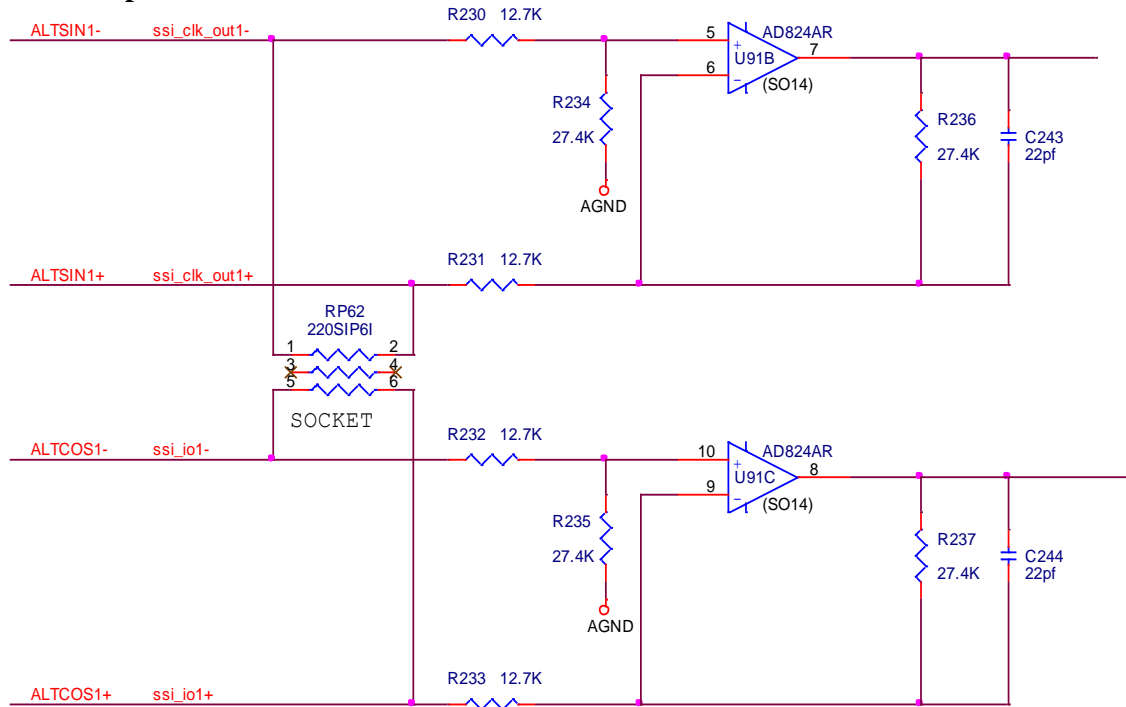 R230 12.7K
ALTSIN1- ssi_clk_out1-
AD824AR
5
+
U91B
7
6
−
(SO14)
R234
27.4K
R236
27.4K
C243
22pf
AGND
R231 12.7K
ALTSIN1+ ssi_clk_out1+
RP62
220SIP6I
1 2
3 4
5 6
SOCKET
R232 12.7K
ALTCOS1- ssi_io1-
AD824AR
10
+
U91C
8
9
−
(SO14)
R235
27.4K
R237
27.4K
C244
22pf
AGND
R233 12.7K
ALTCOS1+ ssi_io1+